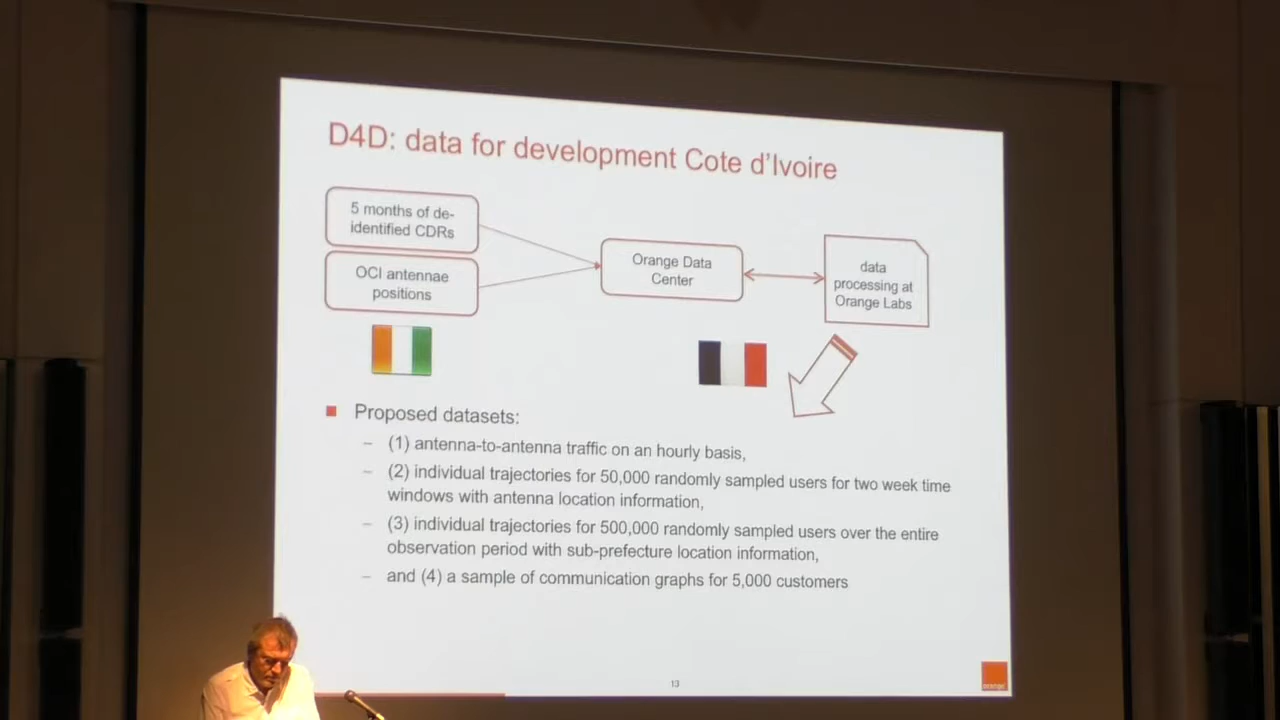 D4D: data for development Cote d'Ivoire
5 months of de-
identified CDRs
OCI antennae
positions
Orange Data
Center
data
processing at
Orange Labs
Proposed datasets:
– (1) antenna-to-antenna traffic on an hourly basis,
– (2) individual trajectories for 50,000 randomly sampled users for two week time
windows with antenna location information,
– (3) individual trajectories for 500,000 randomly sampled users over the entire
observation period with sub-prefecture location information,
– and (4) a sample of communication graphs for 5,000 customers
13
orange